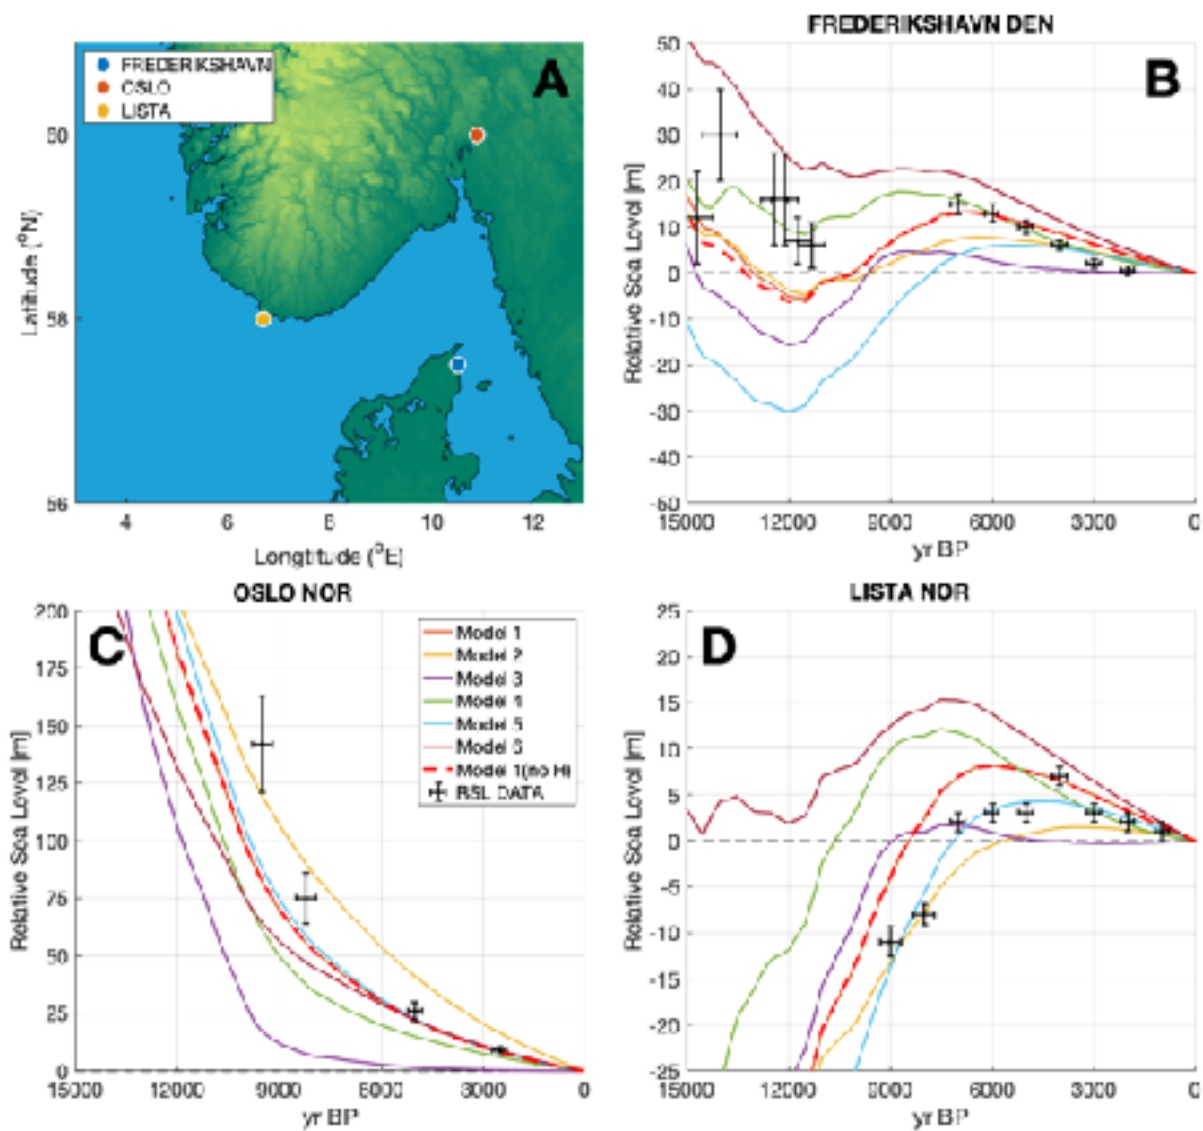 A
FREDERIKSHAVN
OSLO
LISTA
60
58
56
4
6
8
10
12
Latitude (°N)
Longtitude (°E)
FREDERIKSHAVN DEN
B
50
40
30
20
10
0
-10
-20
-30
-40
-50
15000
12000
9000
6000
3000
0
Relative Sea Level [m]
yr BP
OSLO NOR
C
200
175
150
125
100
75
50
25
0
15000
12000
9000
6000
3000
0
Relative Sea Level [m]
yr BP
Model 1
Model 2
Model 3
Model 4
Model 5
Model 6
Model 1(no H)
RSL DATA
LISTA NOR
D
25
20
15
10
5
0
-5
-10
-15
-20
-25
15000
12000
9000
6000
3000
0
Relative Sea Level [m]
yr BP